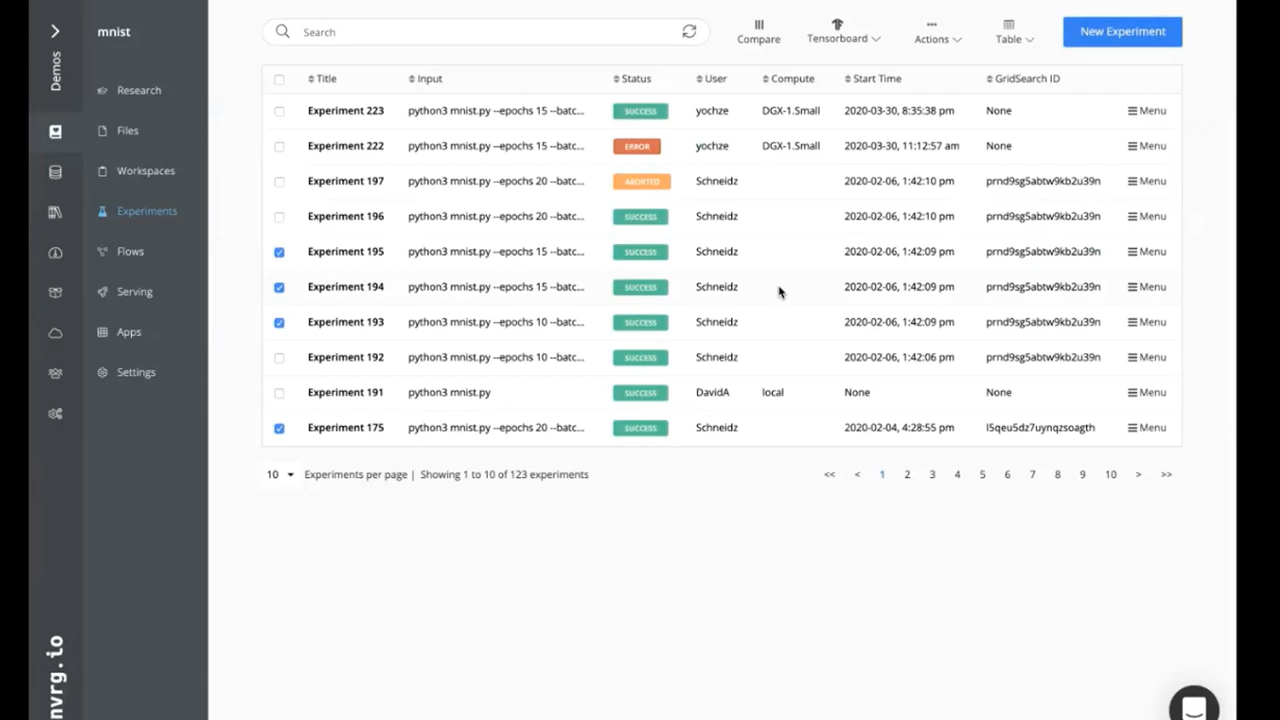 Demos
mnist
Research
Files
Workspaces
Experiments
Flows
Serving
Apps
Settings
nvrg.io
Search
Compare
Tensorboard
Actions
Table
New Experiment
Title Input Status User Compute Start Time GridSearch ID
Experiment 223 python3 mnist.py --epochs 15 --batc... SUCCESS yochze DGX-1.Small 2020-03-30, 8:35:38 pm None Menu
Experiment 222 python3 mnist.py --epochs 15 --batc... ERROR yochze DGX-1.Small 2020-03-30, 11:12:57 am None Menu
Experiment 197 python3 mnist.py --epochs 20 --batc... ABORTED Schneidz 2020-02-06, 1:42:10 pm prnd9sg5abtw9kb2u39n Menu
Experiment 196 python3 mnist.py --epochs 20 --batc... SUCCESS Schneidz 2020-02-06, 1:42:10 pm prnd9sg5abtw9kb2u39n Menu
Experiment 195 python3 mnist.py --epochs 15 --batc... SUCCESS Schneidz 2020-02-06, 1:42:09 pm prnd9sg5abtw9kb2u39n Menu
Experiment 194 python3 mnist.py --epochs 15 --batc... SUCCESS Schneidz 2020-02-06, 1:42:09 pm prnd9sg5abtw9kb2u39n Menu
Experiment 193 python3 mnist.py --epochs 10 --batc... SUCCESS Schneidz 2020-02-06, 1:42:09 pm prnd9sg5abtw9kb2u39n Menu
Experiment 192 python3 mnist.py --epochs 10 --batc... SUCCESS Schneidz 2020-02-06, 1:42:06 pm prnd9sg5abtw9kb2u39n Menu
Experiment 191 python3 mnist.py SUCCESS DavidA local None None Menu
Experiment 175 python3 mnist.py --epochs 20 --batc... SUCCESS Schneidz 2020-02-04, 4:28:55 pm l5qeu5dz7uynqzsoagth Menu
10 Experiments per page | Showing 1 to 10 of 123 experiments << < 1 2 3 4 5 6 7 8 9 10 > >>